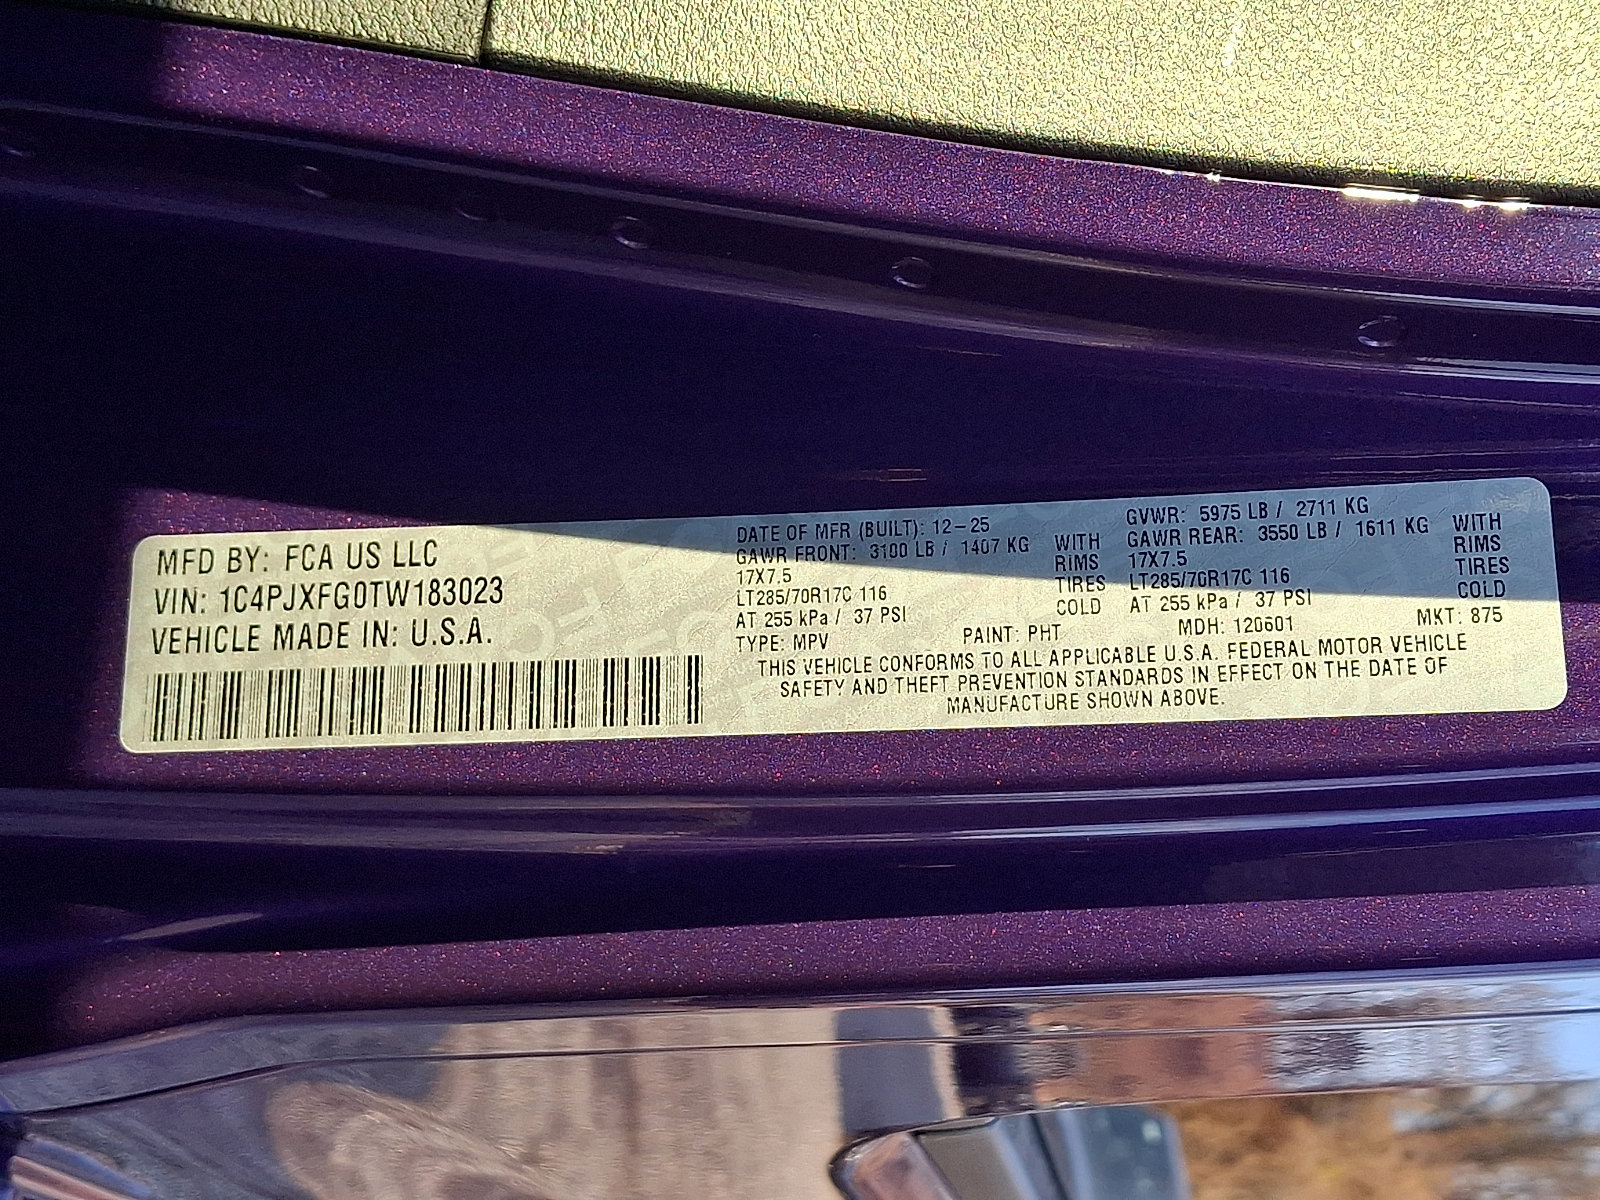 MFD BY: FCA US LLC
VIN: 1C4PJXFG0TW183023
VEHICLE MADE IN: U.S.A.
DATE OF MFR (BUILT): 12-25
GAWR FRONT: 3100 LB / 1407 KG
17X7.5
LT285/70R17C 116
AT 255 kPa / 37 PSI
WITH
RIMS
TIRES
COLD
GVWR: 5975 LB / 2711 KG
GAWR REAR: 3550 LB / 1611 KG
17X7.5
LT285/70R17C 116
AT 255 kPa / 37 PSI
WITH
RIMS
TIRES
COLD
TYPE: MPV PAINT: PHT MDH: 120601 MKT: 875
THIS VEHICLE CONFORMS TO ALL APPLICABLE U.S.A. FEDERAL MOTOR VEHICLE
SAFETY AND THEFT PREVENTION STANDARDS IN EFFECT ON THE DATE OF
MANUFACTURE SHOWN ABOVE.